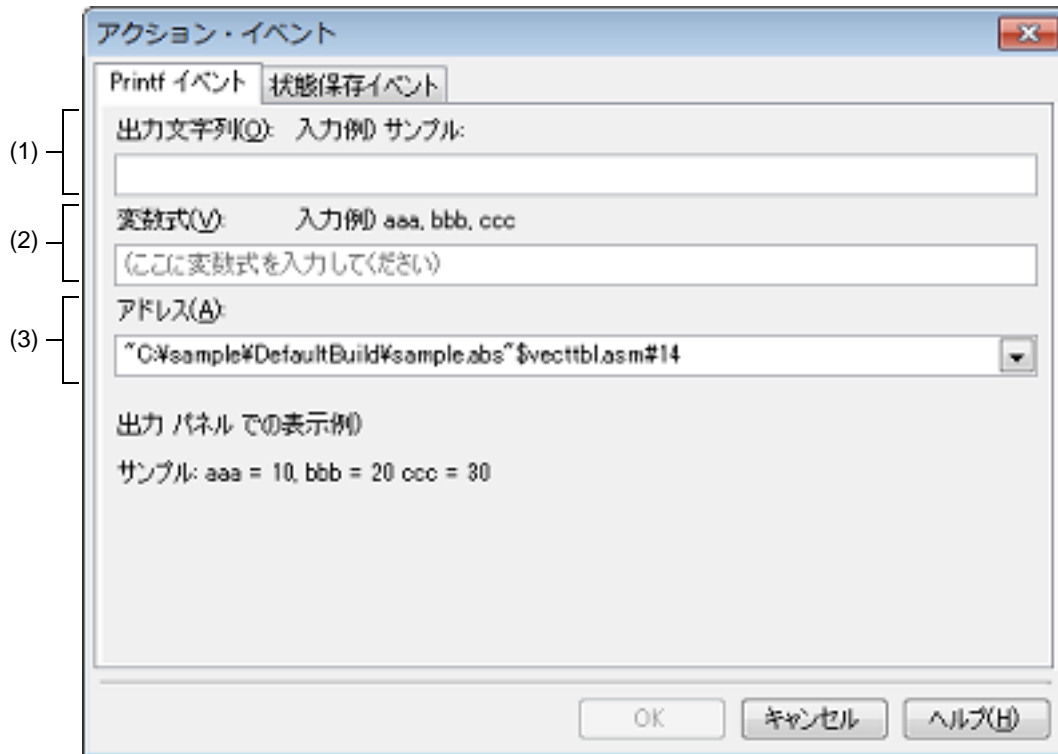 アクション・イベント
Printf イベント 状態保存イベント
(1)
出力文字列(O): 入力例) サンプル:
(2)
変数式(V): 入力例) aaa, bbb, ccc
(ここに変数式を入力してください)
(3)
アドレス(A):
"C:¥sample¥DefaultBuild¥sample.abs"$vecttbl.asm#14
出力 パネル での表示例)
サンプル: aaa = 10, bbb = 20 ccc = 30
OK キャンセル ヘルプ(H)